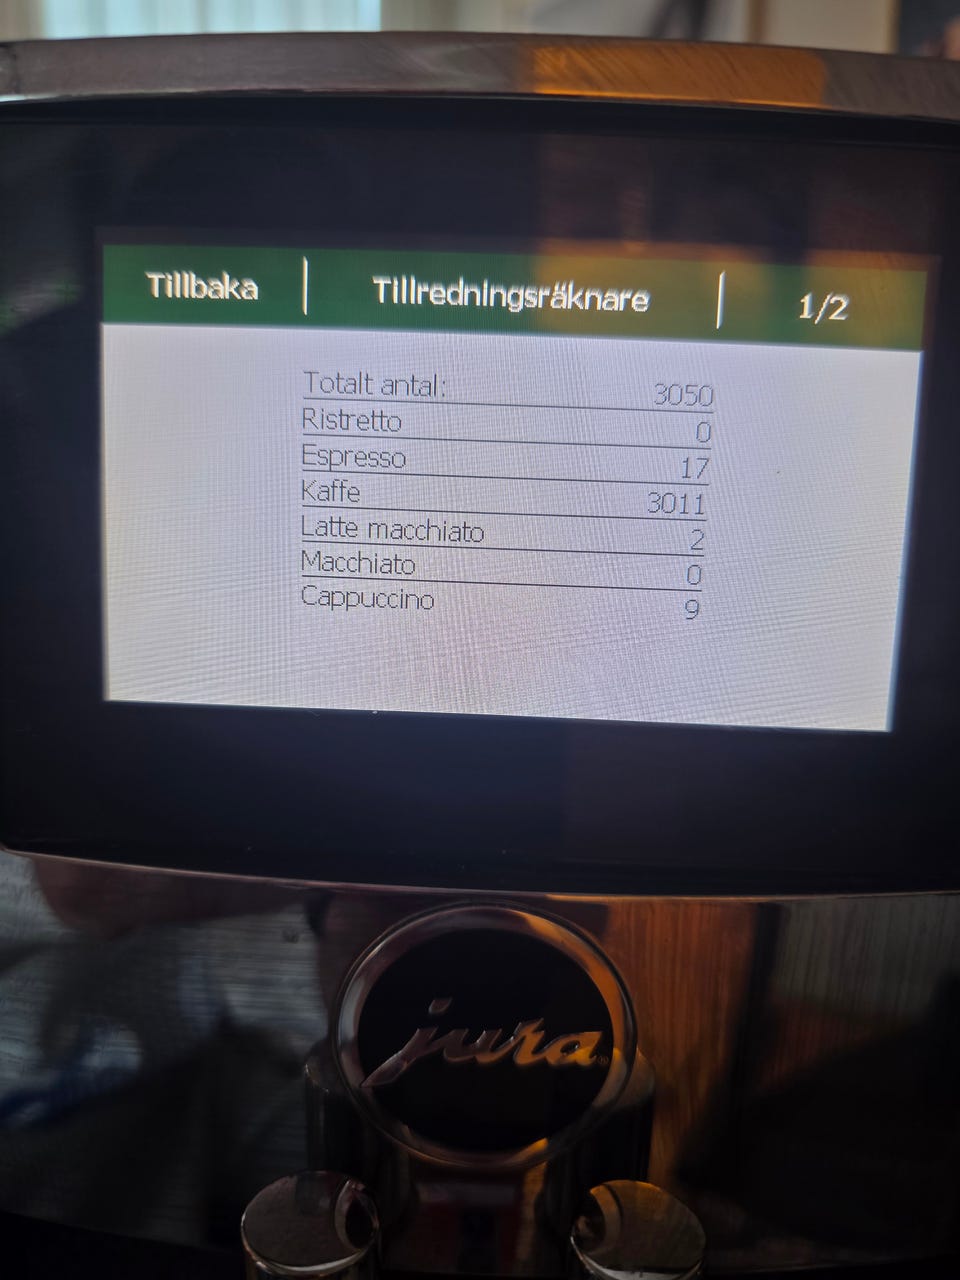 Tillbaka | Tillredningsräknare | 1/2
Totalt antal: 3050
Ristretto 0
Espresso 17
Kaffe 3011
Latte macchiato 2
Macchiato 0
Cappuccino 9
jura®